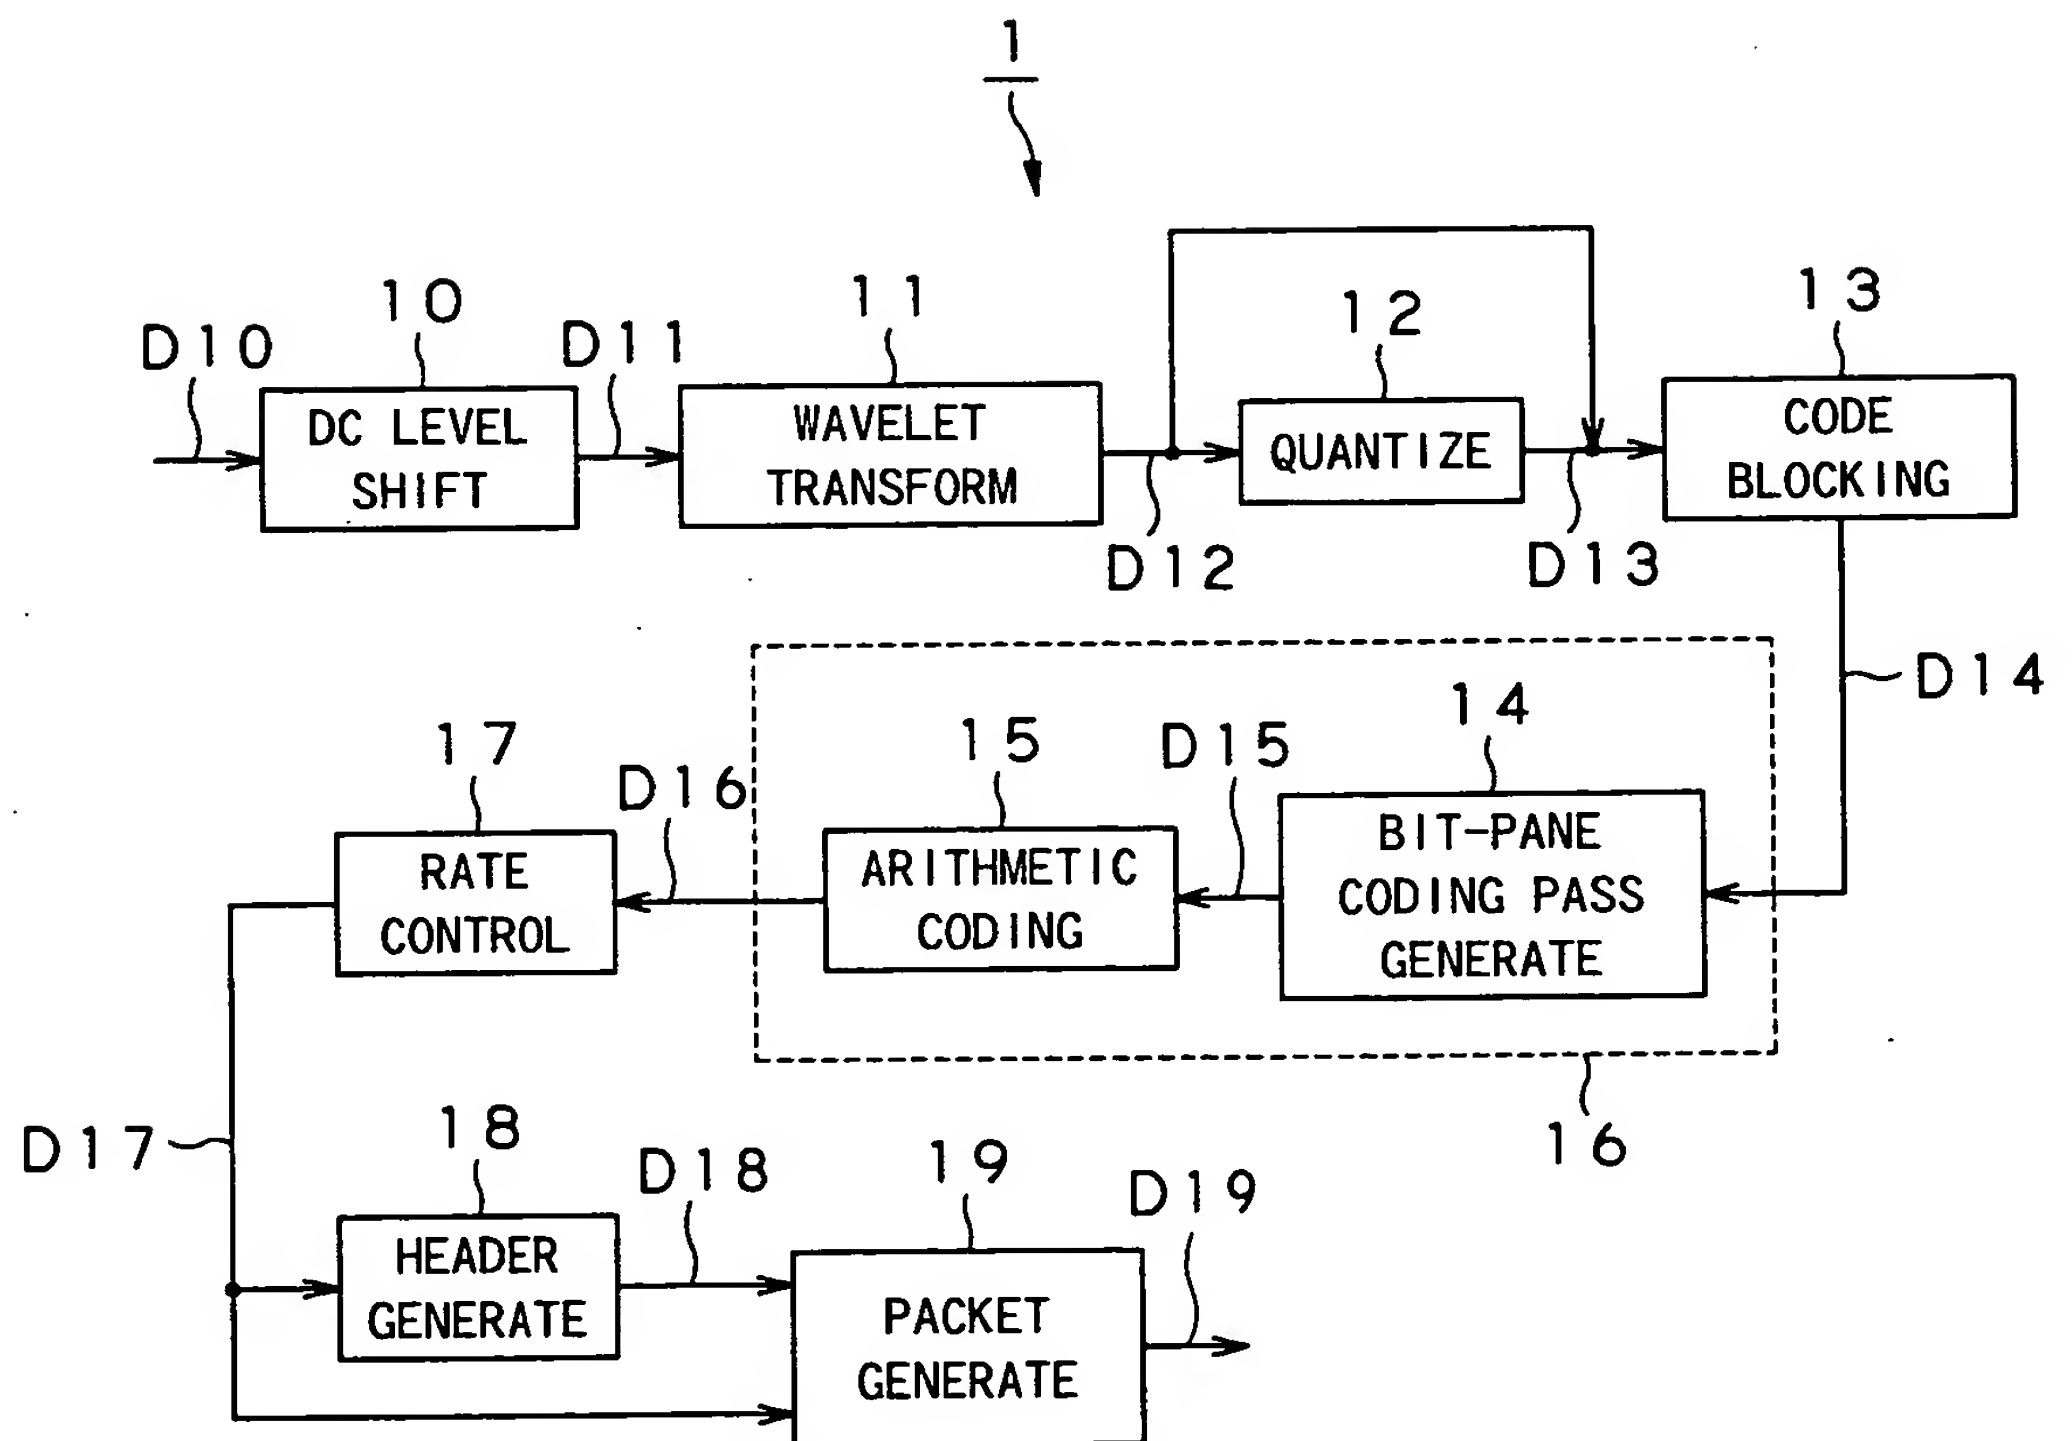 1
10
11
12
13
D10
D11
DC LEVEL
SHIFT
WAVELET
TRANSFORM
QUANTIZE
CODE
BLOCKING
D12
D13
D14
17
D16
15
D15
14
RATE
CONTROL
ARITHMETIC
CODING
BIT-PANE
CODING PASS
GENERATE
16
D17
18
D18
19
D19
HEADER
GENERATE
PACKET
GENERATE